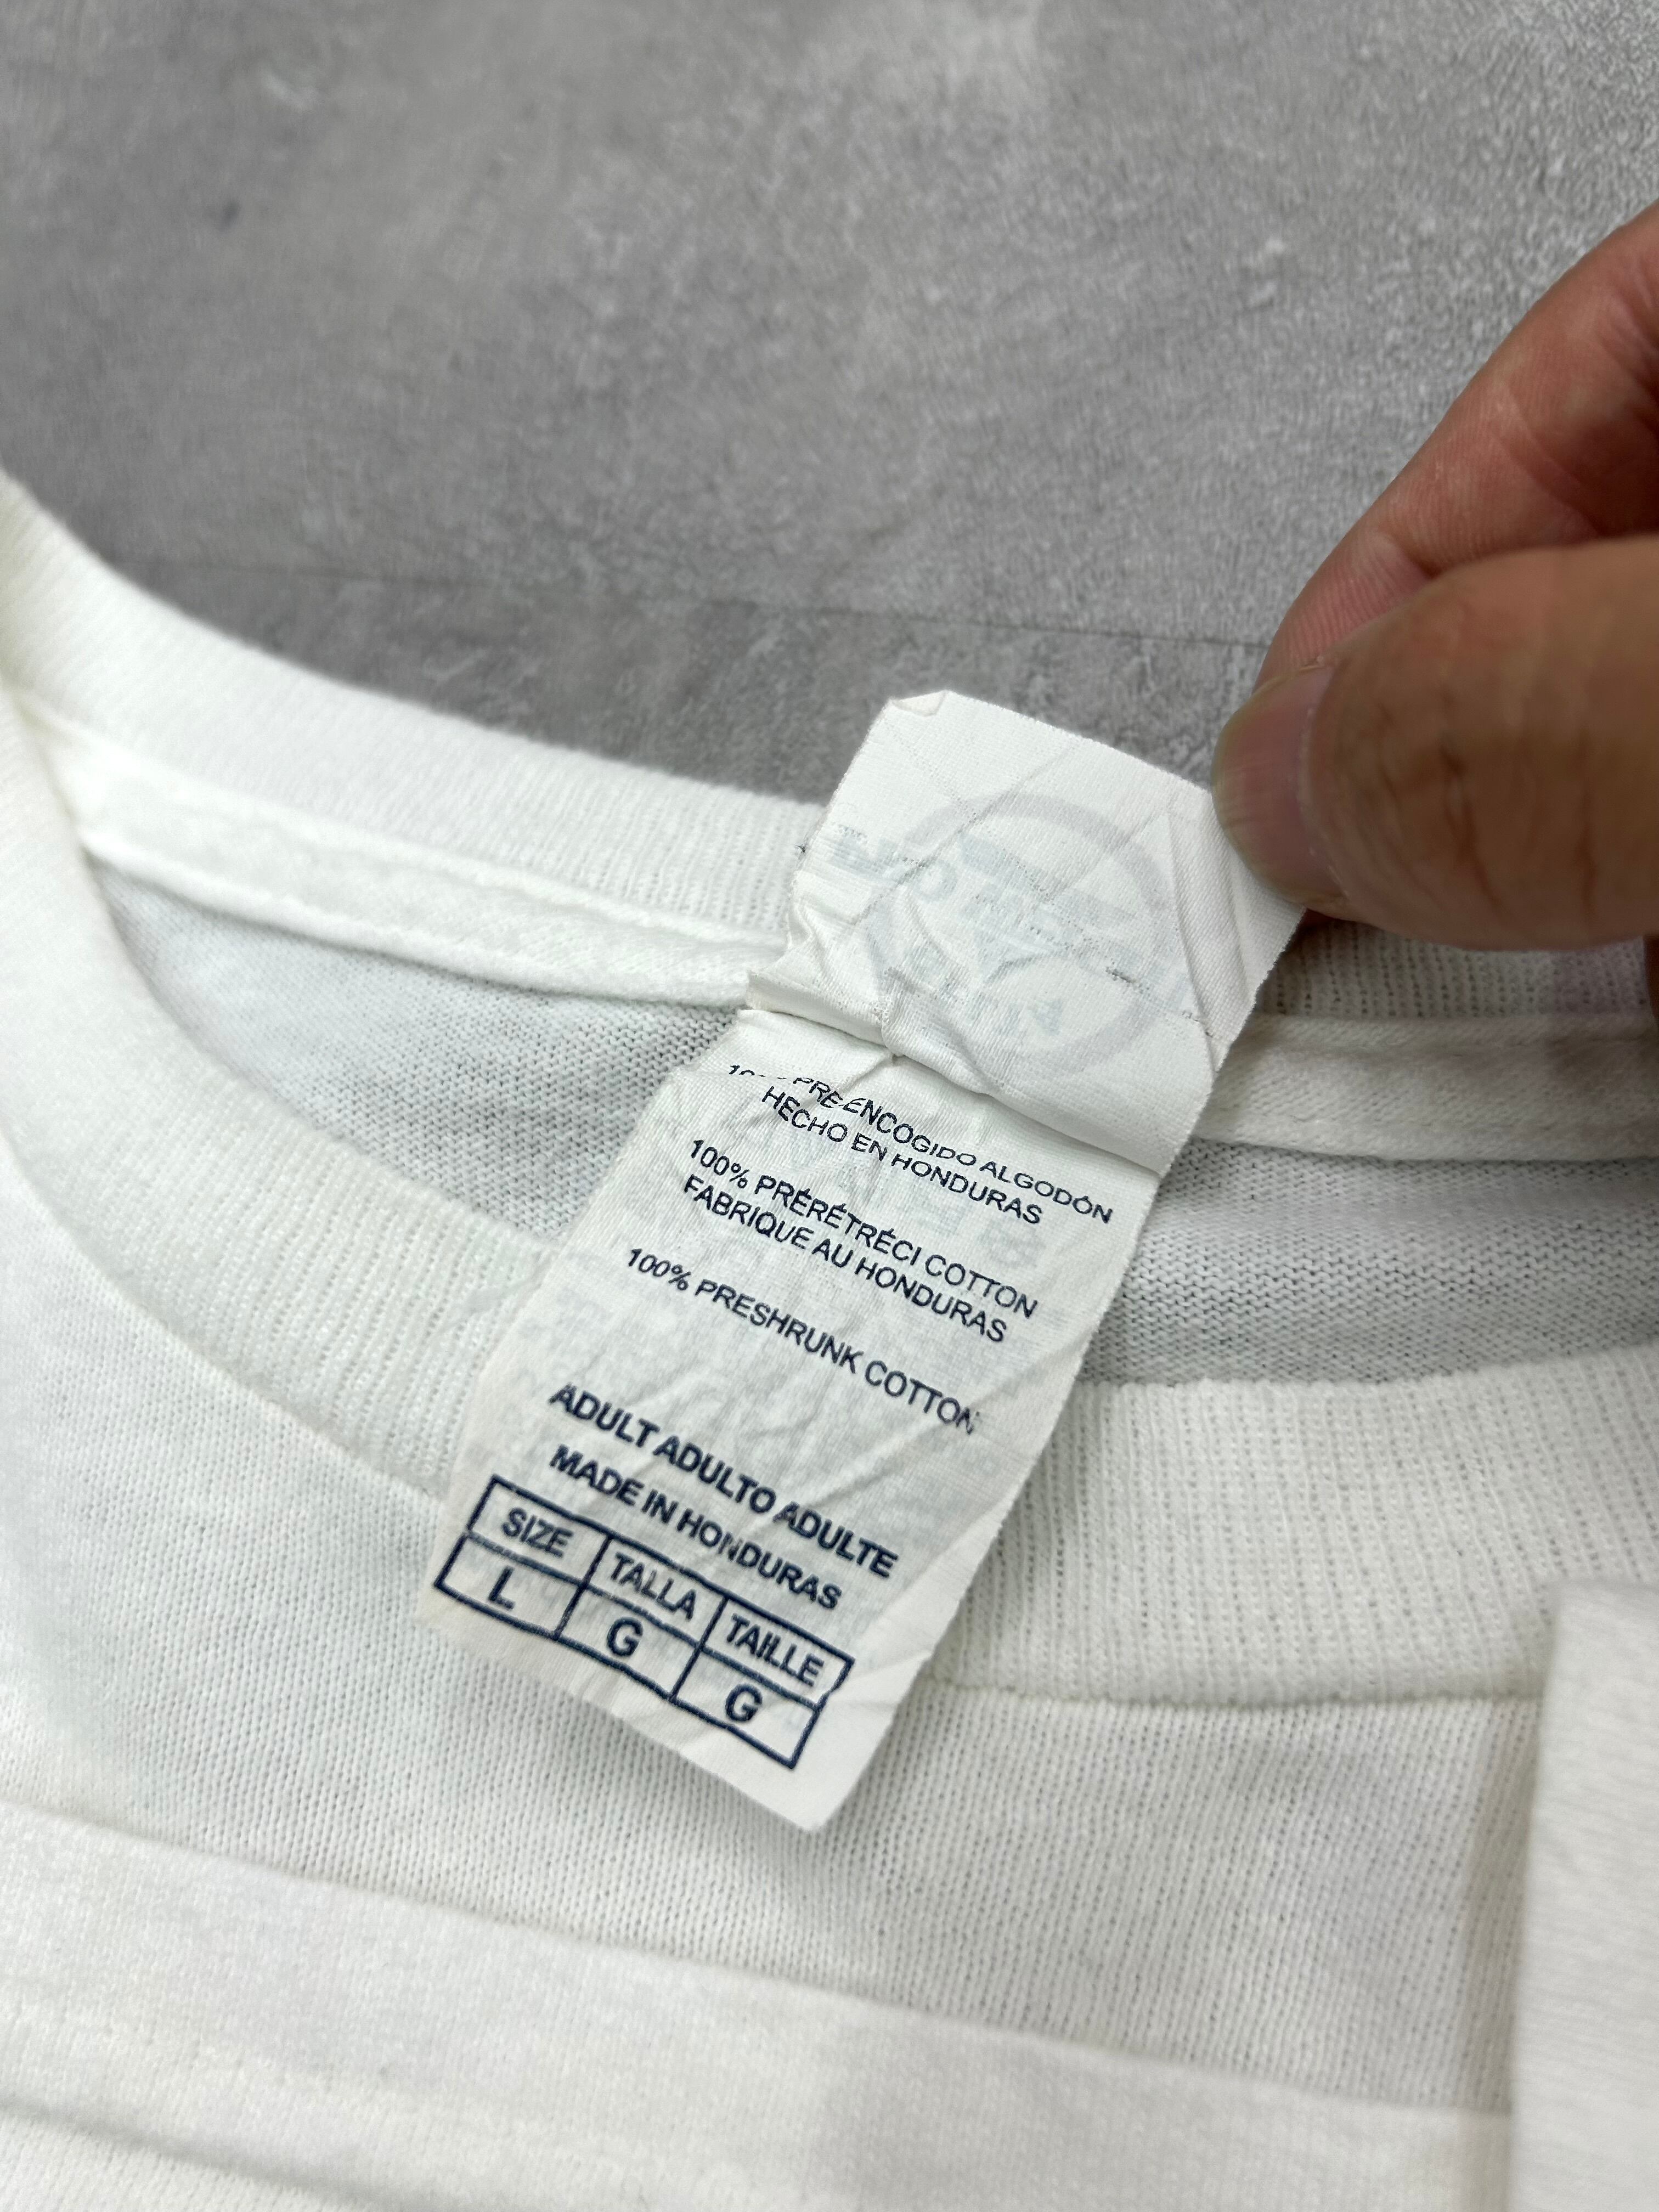 PREENCOGIDO ALGODÓN
HECHO EN HONDURAS
100% PRÉRÉTRÉCI COTTON
FABRIQUE AU HONDURAS
100% PRESHRUNK COTTON
ADULT ADULTO ADULTE
MADE IN HONDURAS
SIZE TALLA TAILLE
L G G